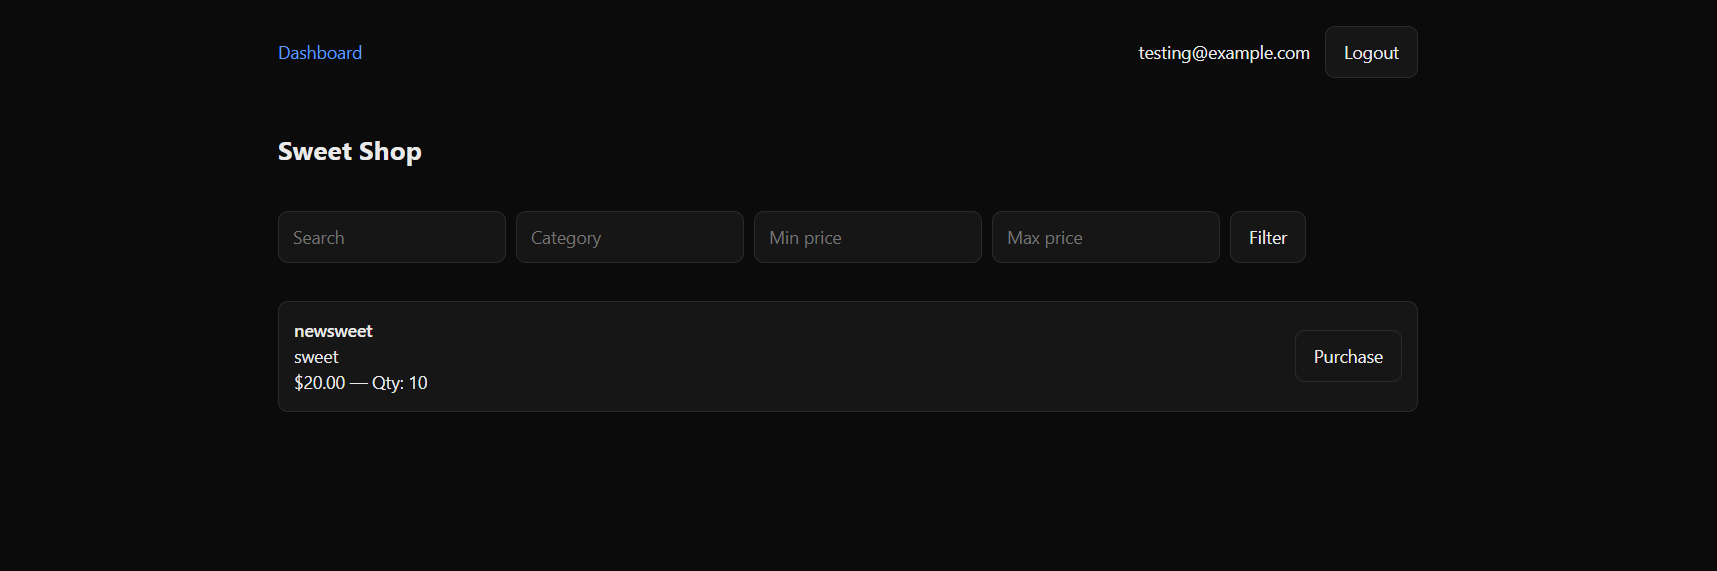 Dashboard
testing@example.com
Logout
Sweet Shop
Search
Category
Min price
Max price
Filter
newsweet
sweet
$20.00 — Qty: 10
Purchase